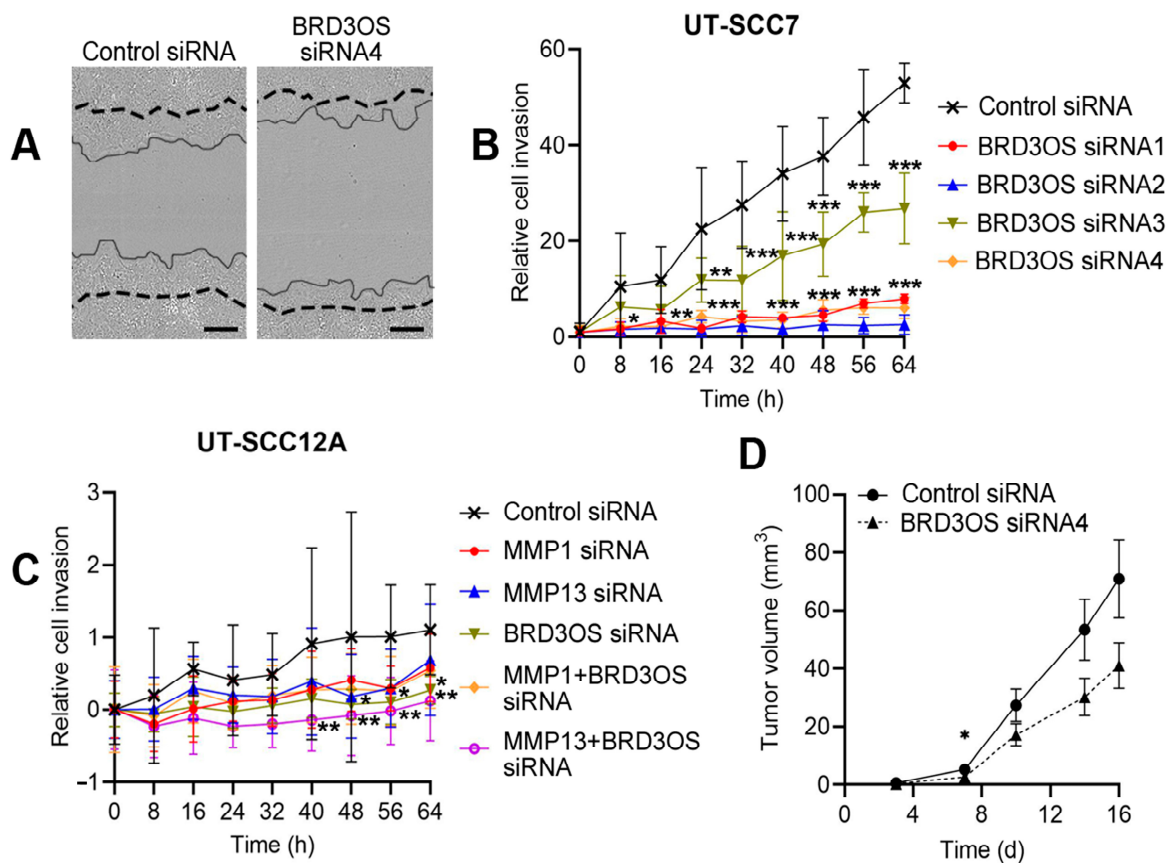 A
Control siRNA
BRD3OS
siRNA4
B
UT-SCC7
Relative cell invasion
60
40
20
0
0 8 16 24 32 40 48 56 64
Time (h)
* ** *** *** *** *** ***
** *** *** *** *** ***
Control siRNA
BRD3OS siRNA1
BRD3OS siRNA2
BRD3OS siRNA3
BRD3OS siRNA4
C
UT-SCC12A
Relative cell invasion
3
2
1
0
−1
0 8 16 24 32 40 48 56 64
Time (h)
* * *
** ** ** **
Control siRNA
MMP1 siRNA
MMP13 siRNA
BRD3OS siRNA
MMP1+BRD3OS
siRNA
MMP13+BRD3OS
siRNA
D
Control siRNA
BRD3OS siRNA4
Tumor volume (mm³)
100
80
60
40
20
0
*
0 4 8 12 16
Time (d)